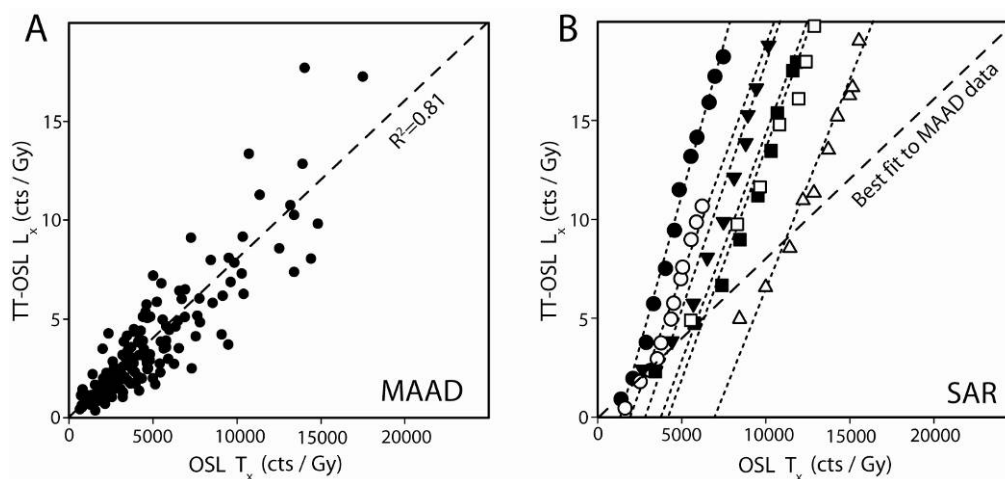 A
TT-OSL Lx (cts / Gy)
15
10
5
0
0
5000
10000
15000
20000
OSL Tx (cts / Gy)
R²=0.81
MAAD
B
TT-OSL Lx (cts / Gy)
15
10
5
0
0
5000
10000
15000
20000
OSL Tx (cts / Gy)
Best fit to MAAD data
SAR